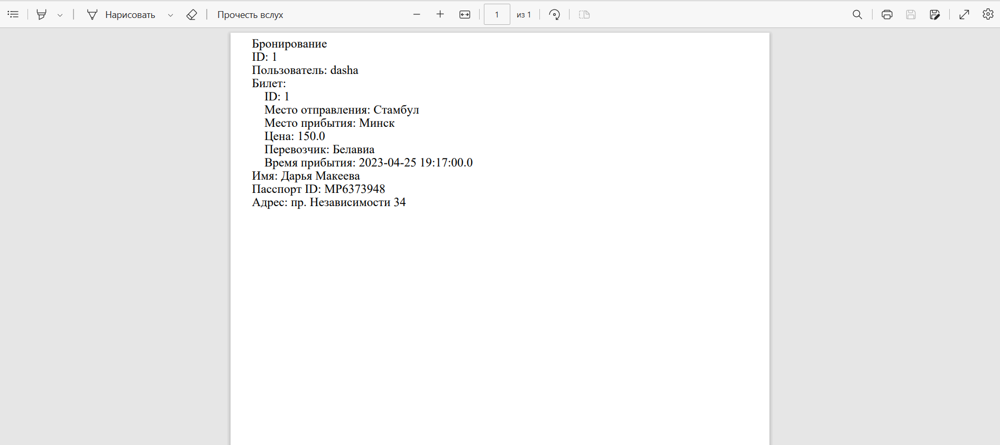 Нарисовать
Прочесть вслух
1
из 1
Бронирование
ID: 1
Пользователь: dasha
Билет:
ID: 1
Место отправления: Стамбул
Место прибытия: Минск
Цена: 150.0
Перевозчик: Белавиа
Время прибытия: 2023-04-25 19:17:00.0
Имя: Дарья Макеева
Пасспорт ID: MP6373948
Адрес: пр. Независимости 34